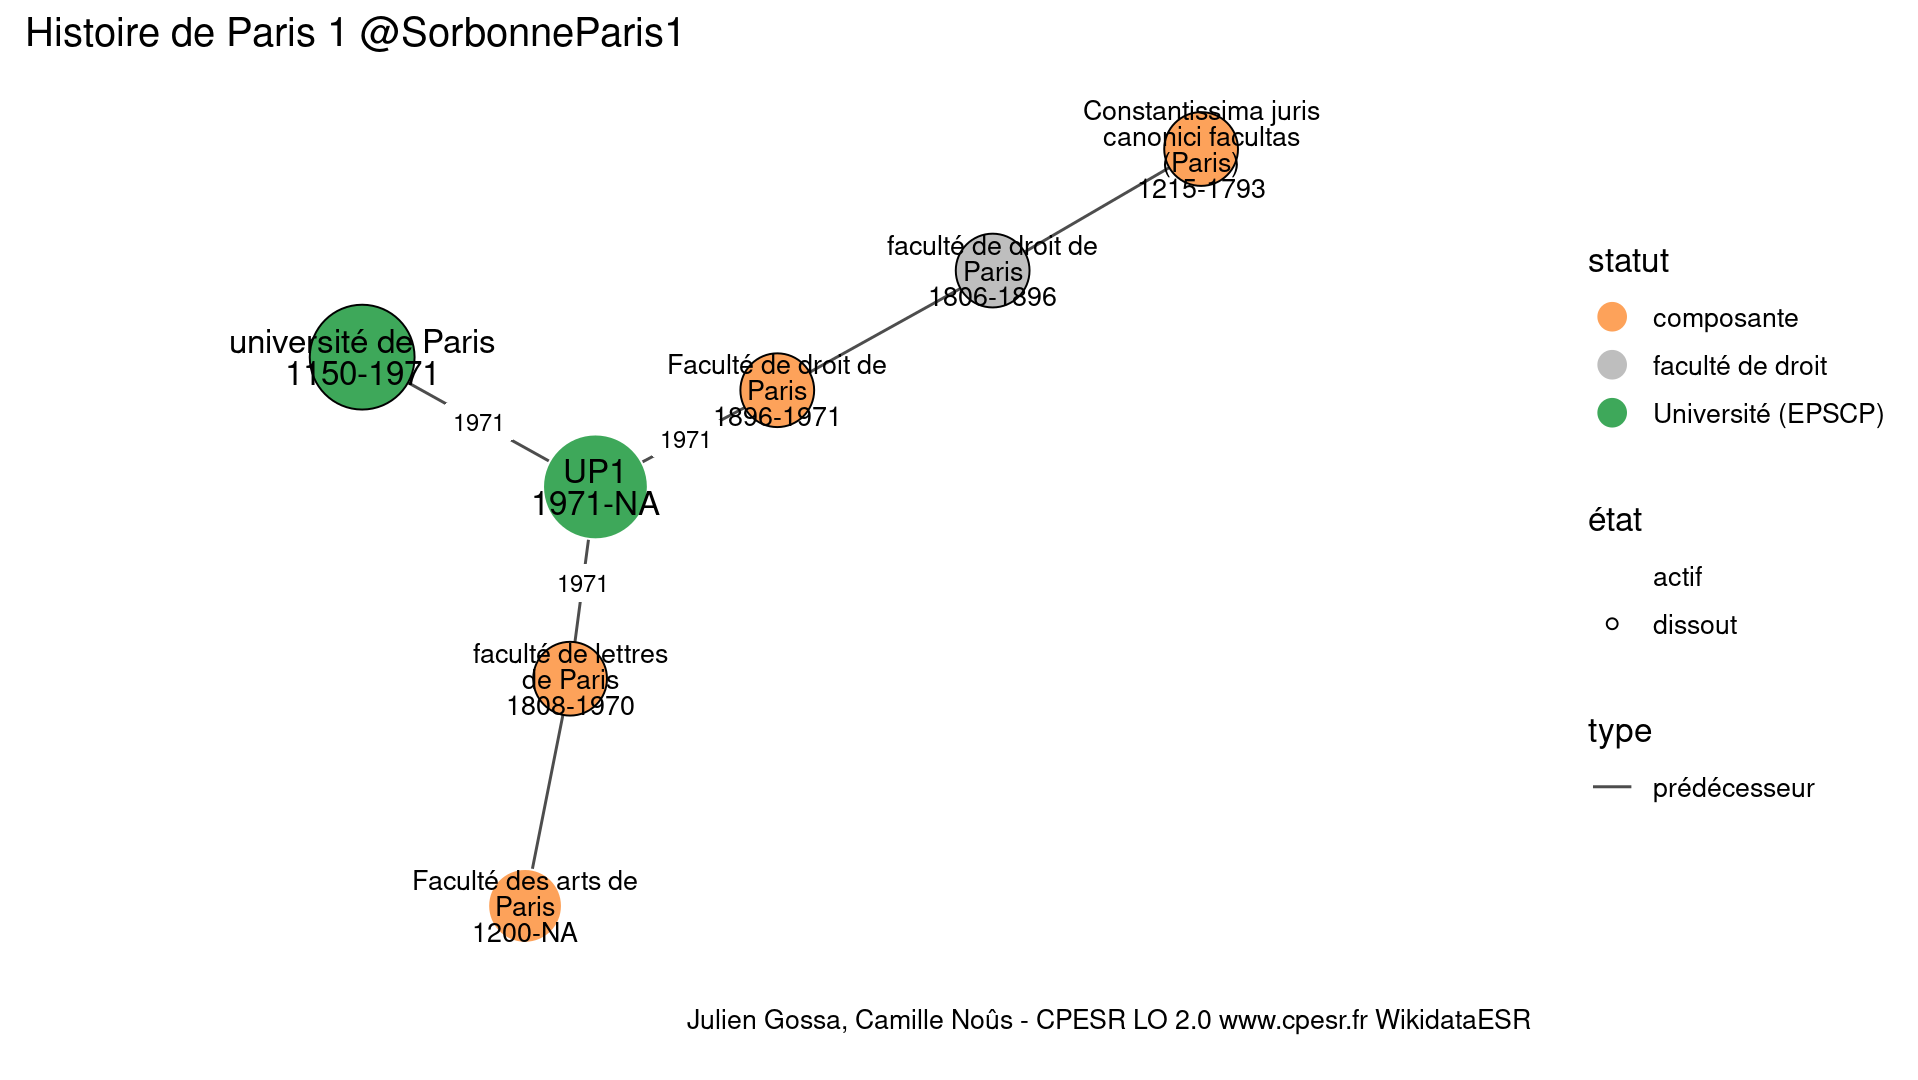 Histoire de Paris 1 @SorbonneParis1
Constantissima juris
canonici facultas
(Paris)
1215-1793
faculté de droit de
Paris
1806-1896
université de Paris
1150-1971
Faculté de droit de
Paris
1896-1971
1971
1971
UP1
1971-NA
1971
faculté de lettres
de Paris
1808-1970
Faculté des arts de
Paris
1200-NA
statut
composante
faculté de droit
Université (EPSCP)
état
actif
dissout
type
prédécesseur
Julien Gossa, Camille Noûs - CPESR LO 2.0 www.cpesr.fr WikidataESR